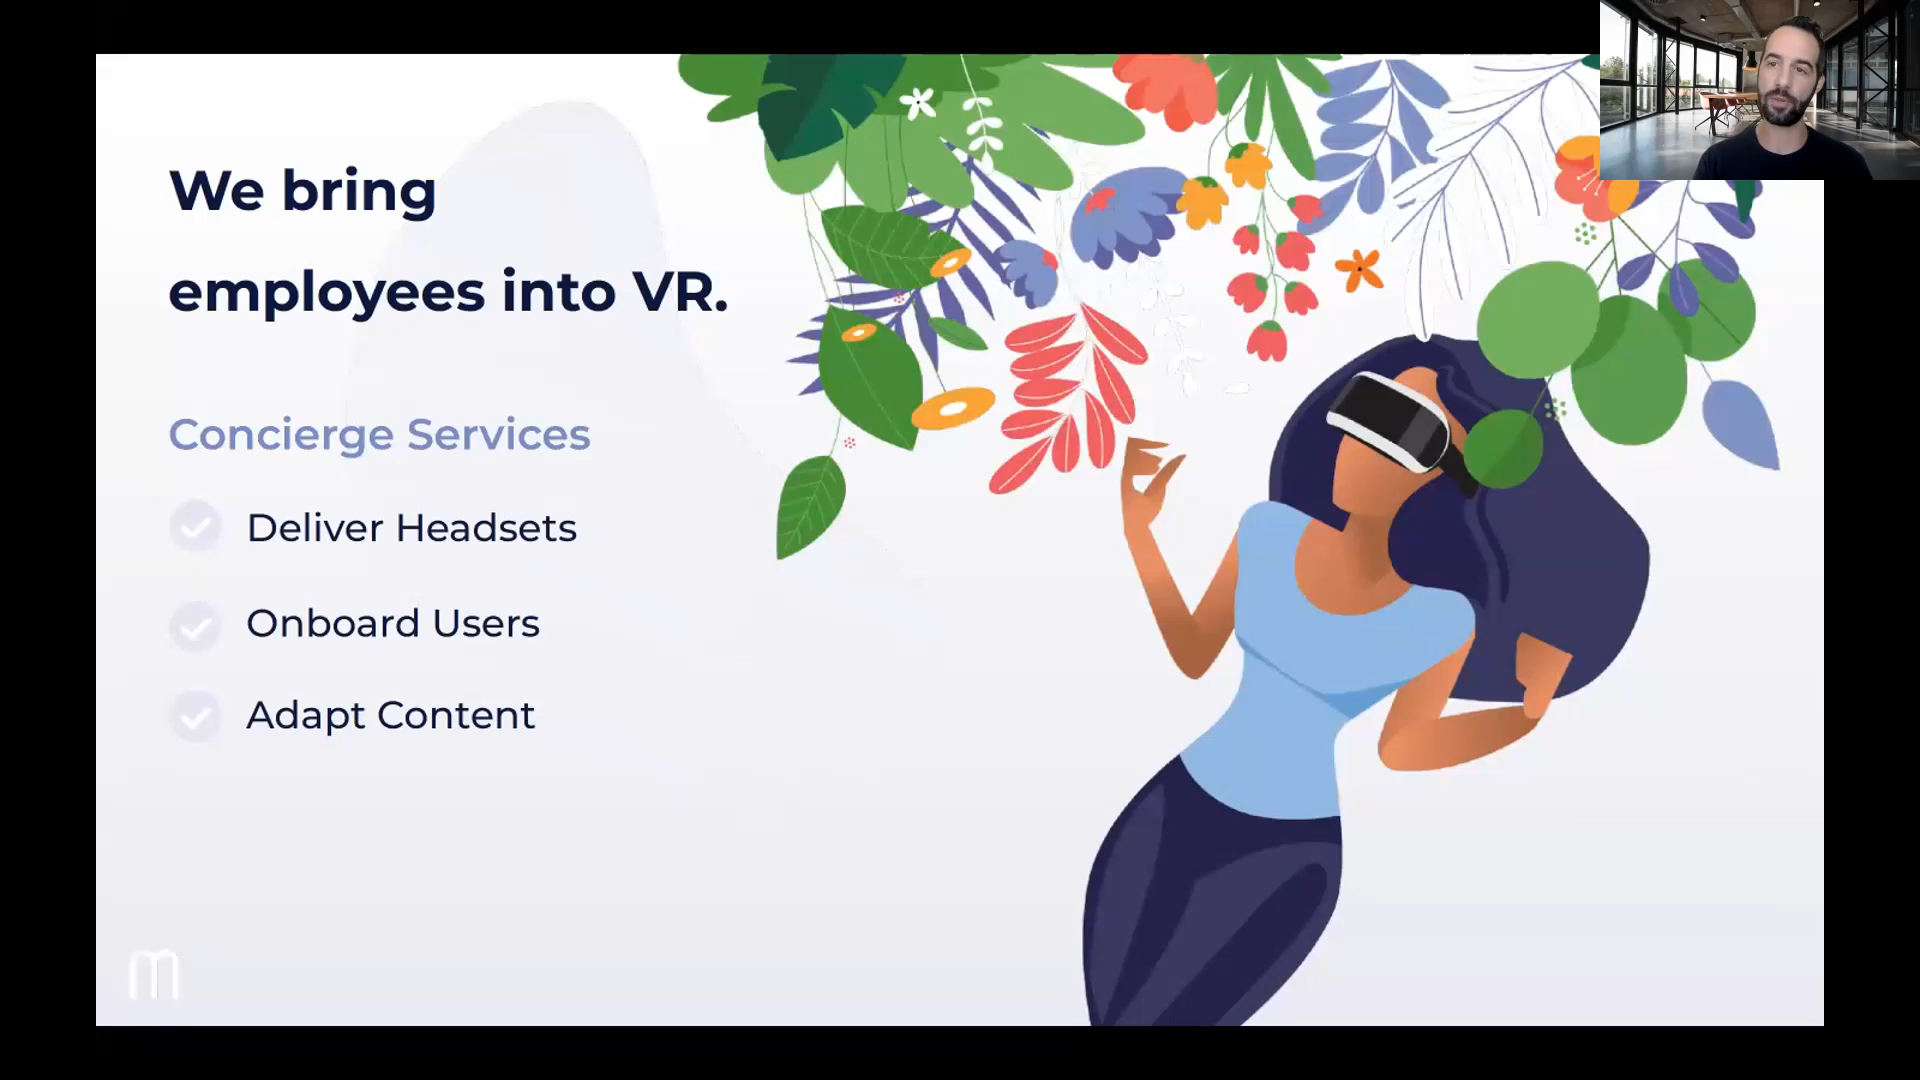 We bring
employees into VR.
Concierge Services
Deliver Headsets
Onboard Users
Adapt Content
m